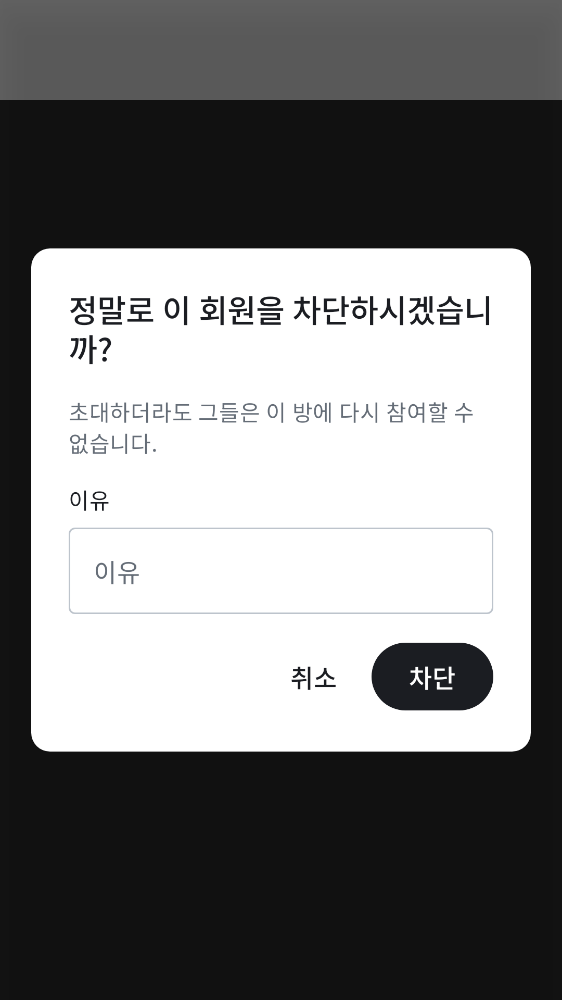 정말로 이 회원을 차단하시겠습니
까?
초대하더라도 그들은 이 방에 다시 참여할 수
없습니다.
이유
이유
취소
차단